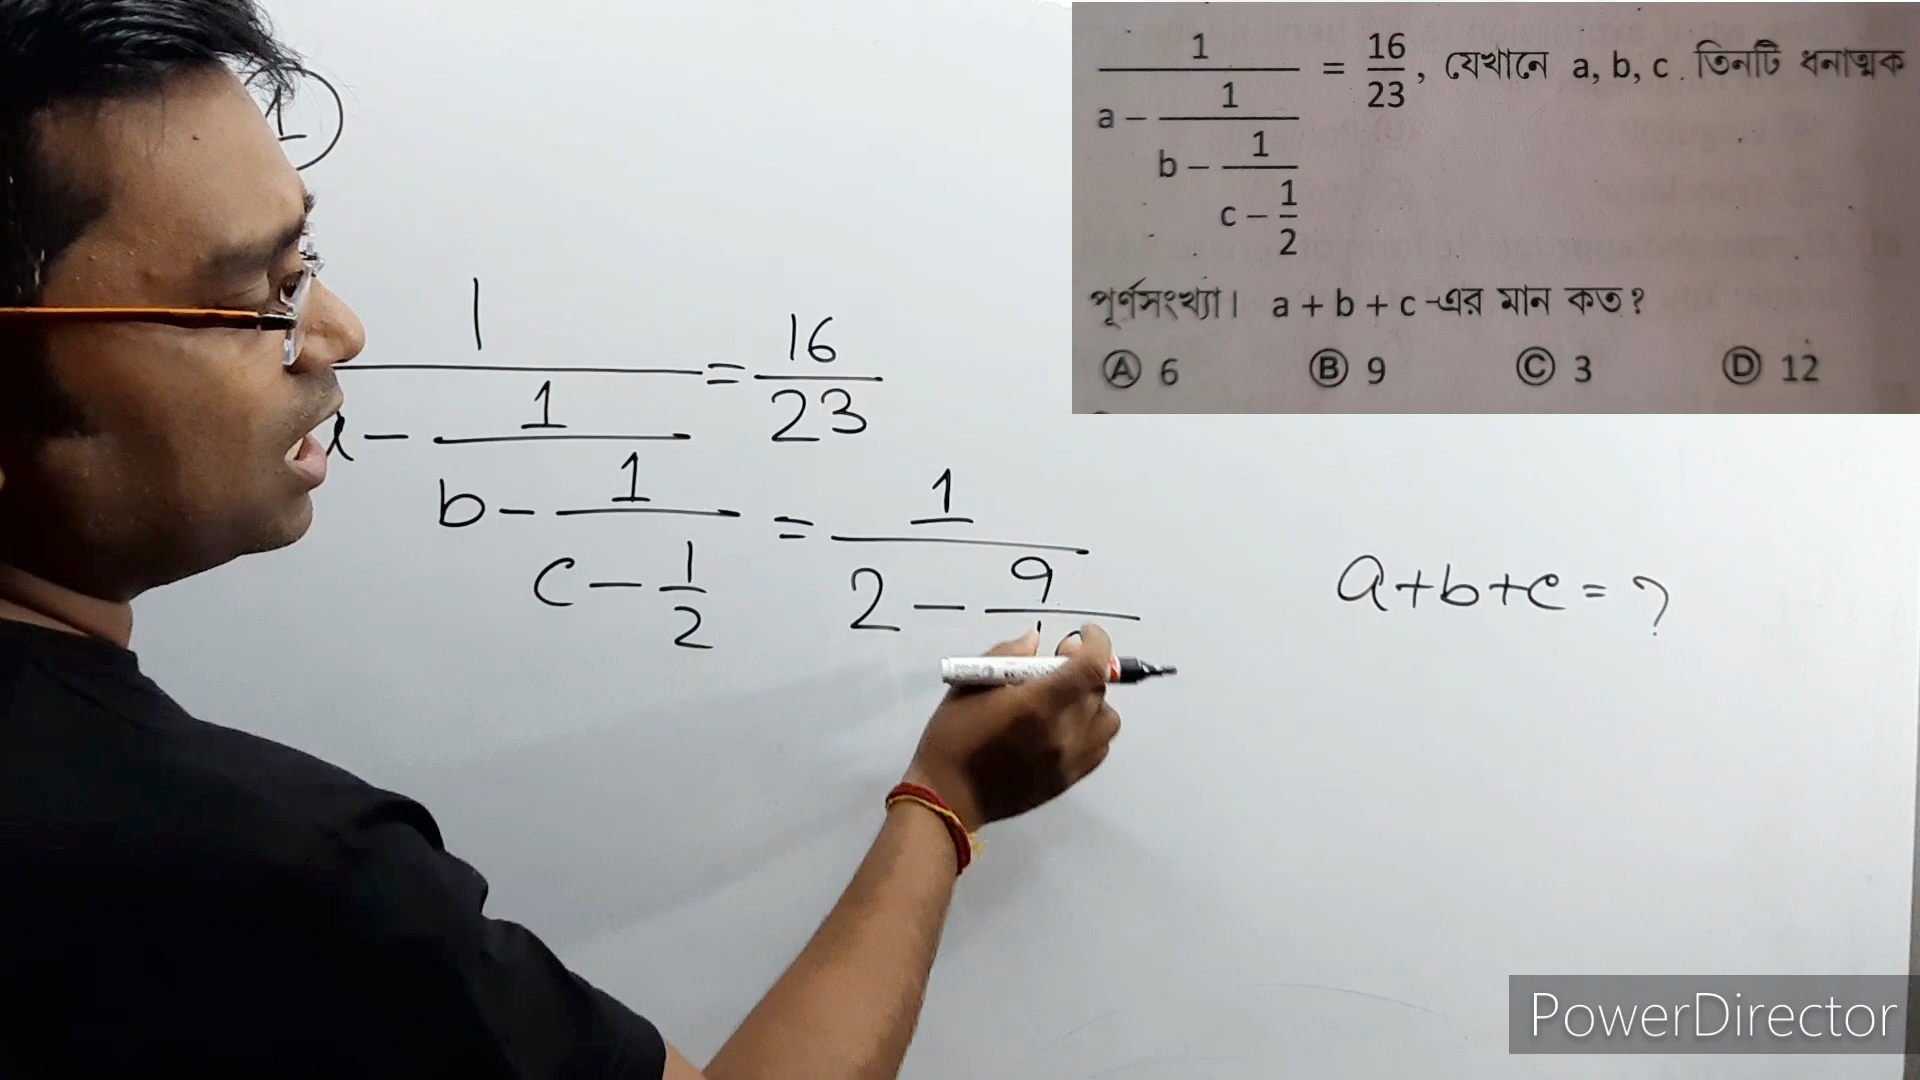 1
1/(a - 1/(b - 1/(c - 1/2))) = 16/23, যেখানে a, b, c তিনটি ধনাত্মক
পূর্ণসংখ্যা। a + b + c -এর মান কত?
Ⓐ 6 Ⓑ 9 Ⓒ 3 Ⓓ 12
1/(a - 1/(b - 1/(c - 1/2))) = 16/23
= 1/(2 - 9/
a+b+c = ?
PowerDirector